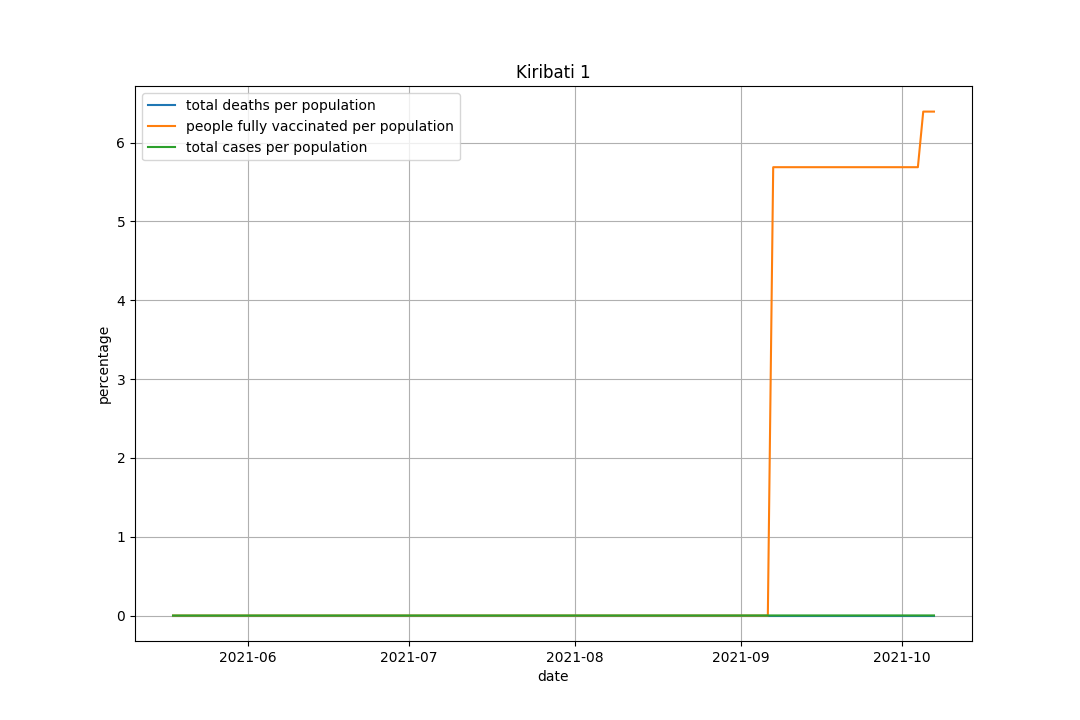 Kiribati 1
total deaths per population
people fully vaccinated per population
total cases per population
6
5
4
3
2
1
0
percentage
2021-06 2021-07 2021-08 2021-09 2021-10
date